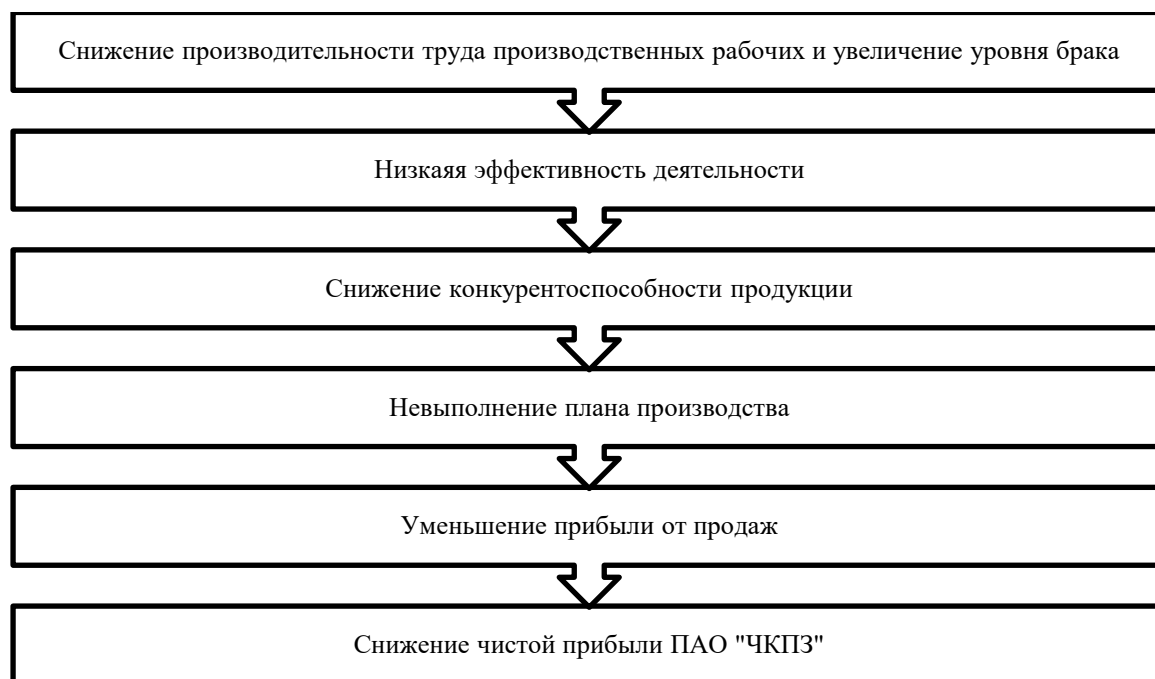 Снижение производительности труда производственных рабочих и увеличение уровня брака
Низкаяя эффективность деятельности
Снижение конкурентоспособности продукции
Невыполнение плана производства
Уменьшение прибыли от продаж
Снижение чистой прибыли ПАО "ЧКПЗ"